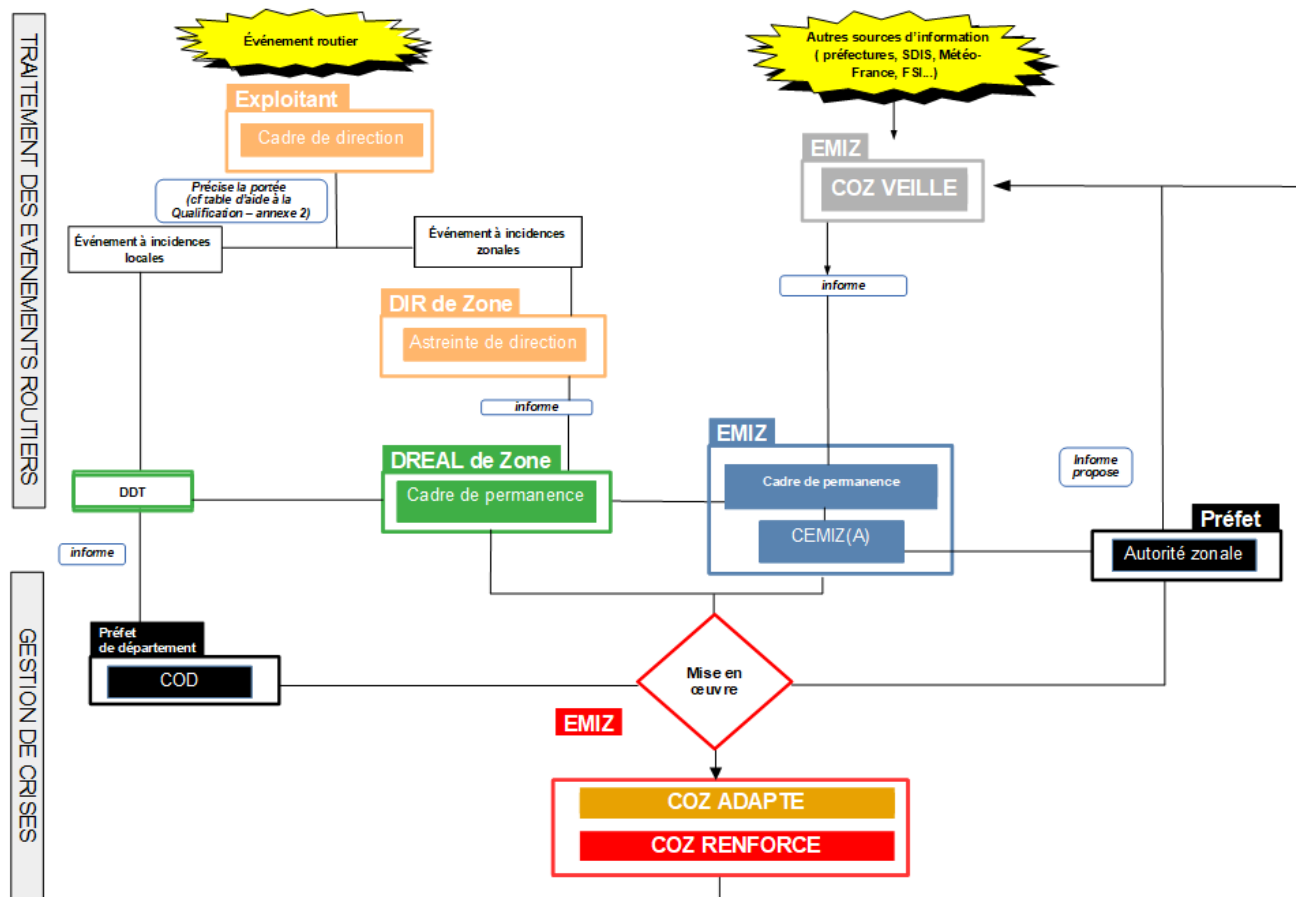 TRAITEMENT DES EVENEMENTS ROUTIERS
Événement routier
Autres sources d'information
( préfectures, SDIS, Météo-
France, FSI...)
Exploitant
Cadre de direction
EMIZ
COZ VEILLE
Précise la portée
(cf table d'aide à la
Qualification – annexe 2)
Événement à incidences
locales
Événement à incidences
zonales
informe
DIR de Zone
Astreinte de direction
informe
EMIZ
DREAL de Zone
Cadre de permanence
DDT
Cadre de permanence
CEMIZ(A)
Informe
propose
Préfet
Autorité zonale
informe
GESTION DE CRISES
Préfet
de département
COD
Mise en
œuvre
EMIZ
COZ ADAPTE
COZ RENFORCE